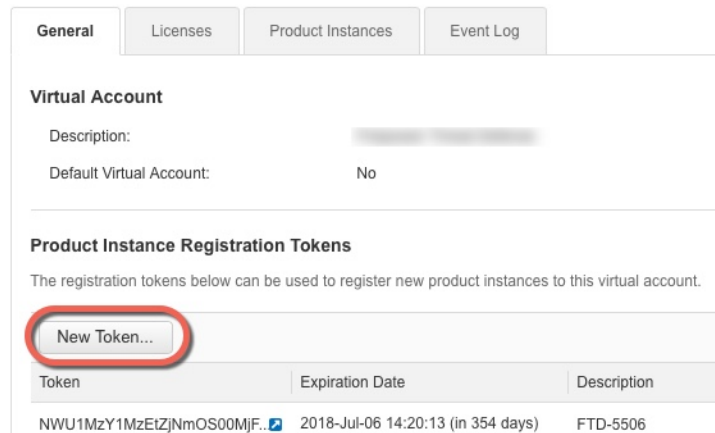 General Licenses Product Instances Event Log
Virtual Account
Description:
Default Virtual Account: No
Product Instance Registration Tokens
The registration tokens below can be used to register new product instances to this virtual account.
New Token...
Token Expiration Date Description
NWU1MzY1MzEtZjNmOS00MjF... 2018-Jul-06 14:20:13 (in 354 days) FTD-5506